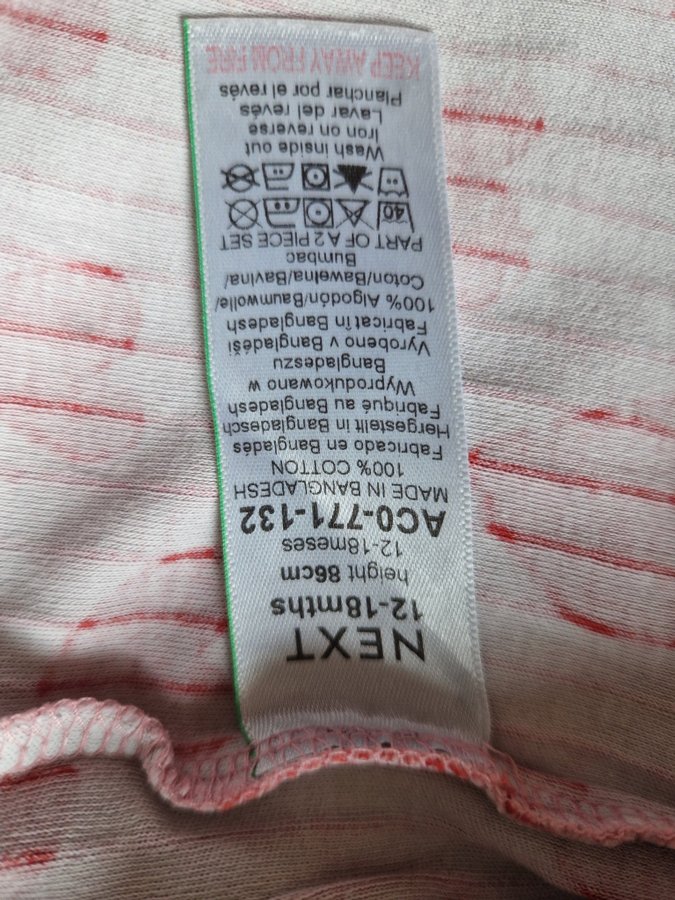 NEXT
12-18mths
height 86cm
12-18meses
AC0-771-132
MADE IN BANGLADESH
100% COTTON
Fabricado en Bangladés
Hergestellt in Bangladesch
Fabriqué au Bangladesh
Wyprodukowano w
Bangladeszu
Vyrobeno v Bangladéši
Fabricat în Bangladesh
100% Algodón/Baumwolle/
Coton/Bawełna/Bavlna/
Bumbac
PART OF A 2 PIECE SET
40
Wash inside out
Iron on reverse
Lavar del revés
Planchar por el revés
KEEP AWAY FROM FIRE